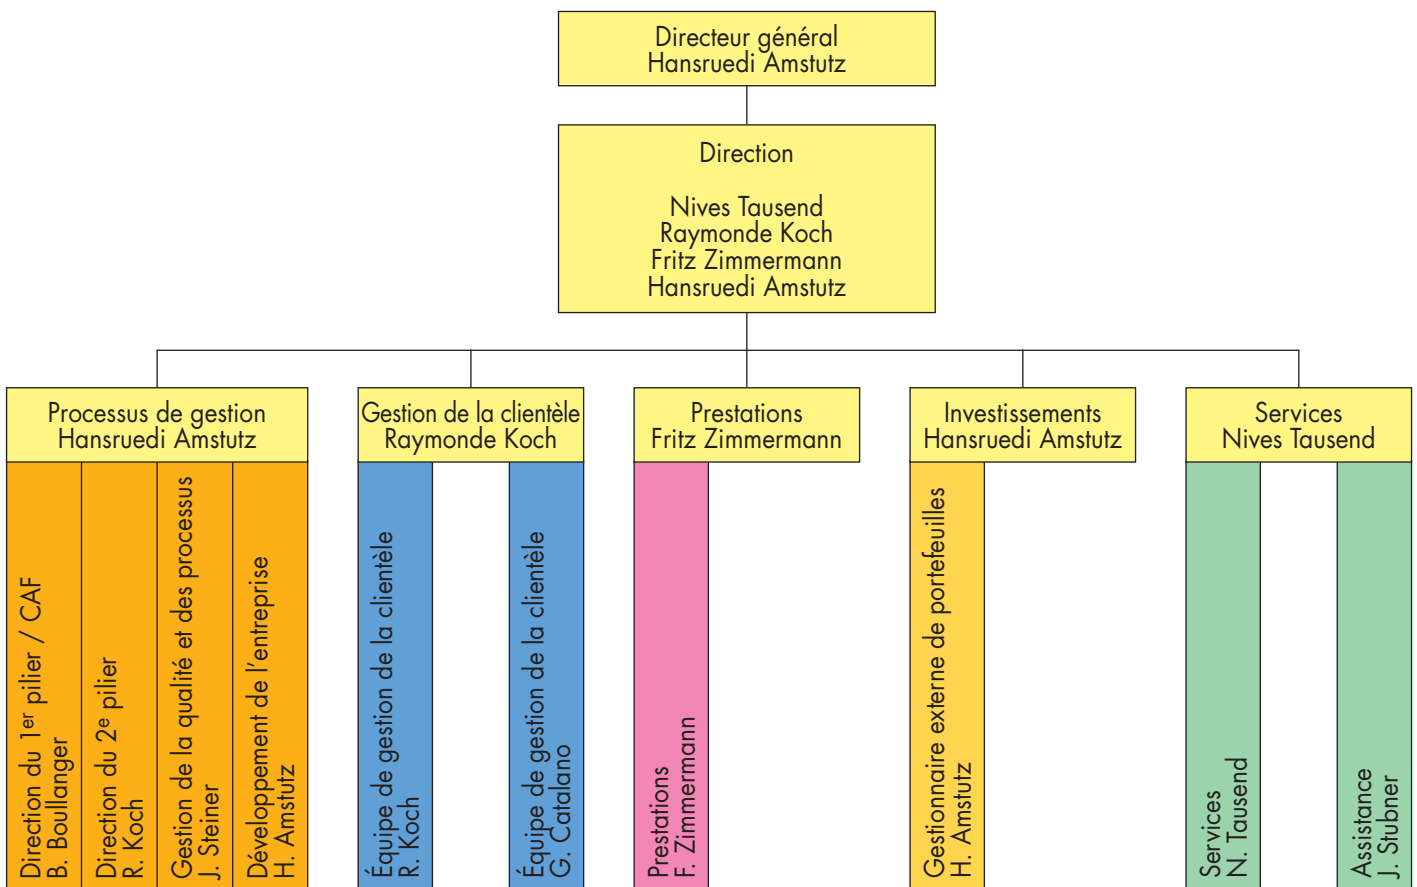 Directeur général
Hansruedi Amstutz
Direction
Nives Tausend
Raymonde Koch
Fritz Zimmermann
Hansruedi Amstutz
Processus de gestion
Hansruedi Amstutz
Gestion de la clientèle
Raymonde Koch
Prestations
Fritz Zimmermann
Investissements
Hansruedi Amstutz
Services
Nives Tausend
Direction du 1er pilier / CAF
B. Boullanger
Direction du 2e pilier
R. Koch
Gestion de la qualité et des processus
J. Steiner
Développement de l'entreprise
H. Amstutz
Équipe de gestion de la clientèle
R. Koch
Équipe de gestion de la clientèle
G. Catalano
Prestations
F. Zimmermann
Gestionnaire externe de portefeuilles
H. Amstutz
Services
N. Tausend
Assistance
J. Stubner